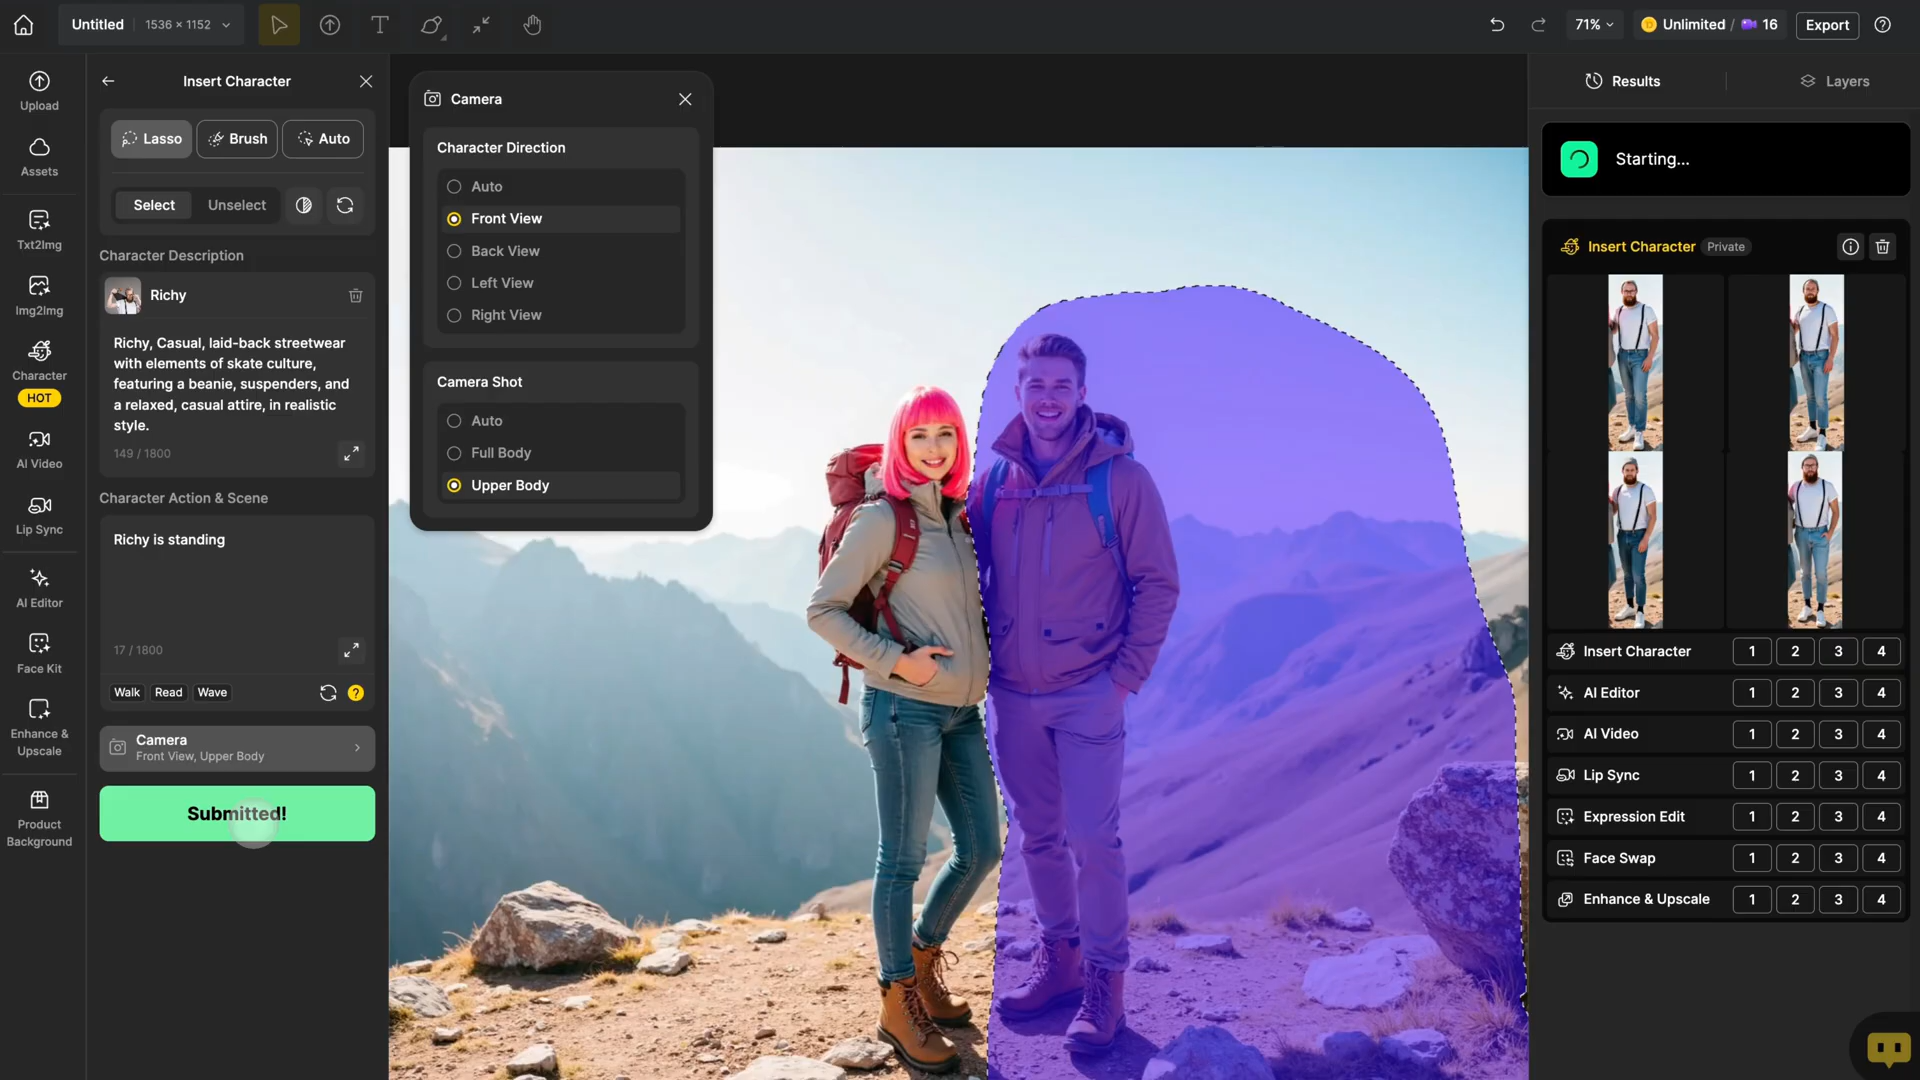 Untitled
1536 × 1152
71%
Unlimited / 16
Export
Upload
Assets
Txt2Img
Img2Img
Character
HOT
AI Video
Lip Sync
AI Editor
Face Kit
Enhance &
Upscale
Product
Background
Insert Character
Lasso
Brush
Auto
Select
Unselect
Character Description
Richy
Richy, Casual, laid-back streetwear
with elements of skate culture,
featuring a beanie, suspenders, and
a relaxed, casual attire, in realistic
style.
149 / 1800
Character Action & Scene
Richy is standing
17 / 1800
Walk
Read
Wave
?
Camera
Front View, Upper Body
Submitted!
Camera
Character Direction
Auto
Front View
Back View
Left View
Right View
Camera Shot
Auto
Full Body
Upper Body
Results
Layers
Starting...
Insert Character
Private
Insert Character 1 2 3 4
AI Editor 1 2 3 4
AI Video 1 2 3 4
Lip Sync 1 2 3 4
Expression Edit 1 2 3 4
Face Swap 1 2 3 4
Enhance & Upscale 1 2 3 4